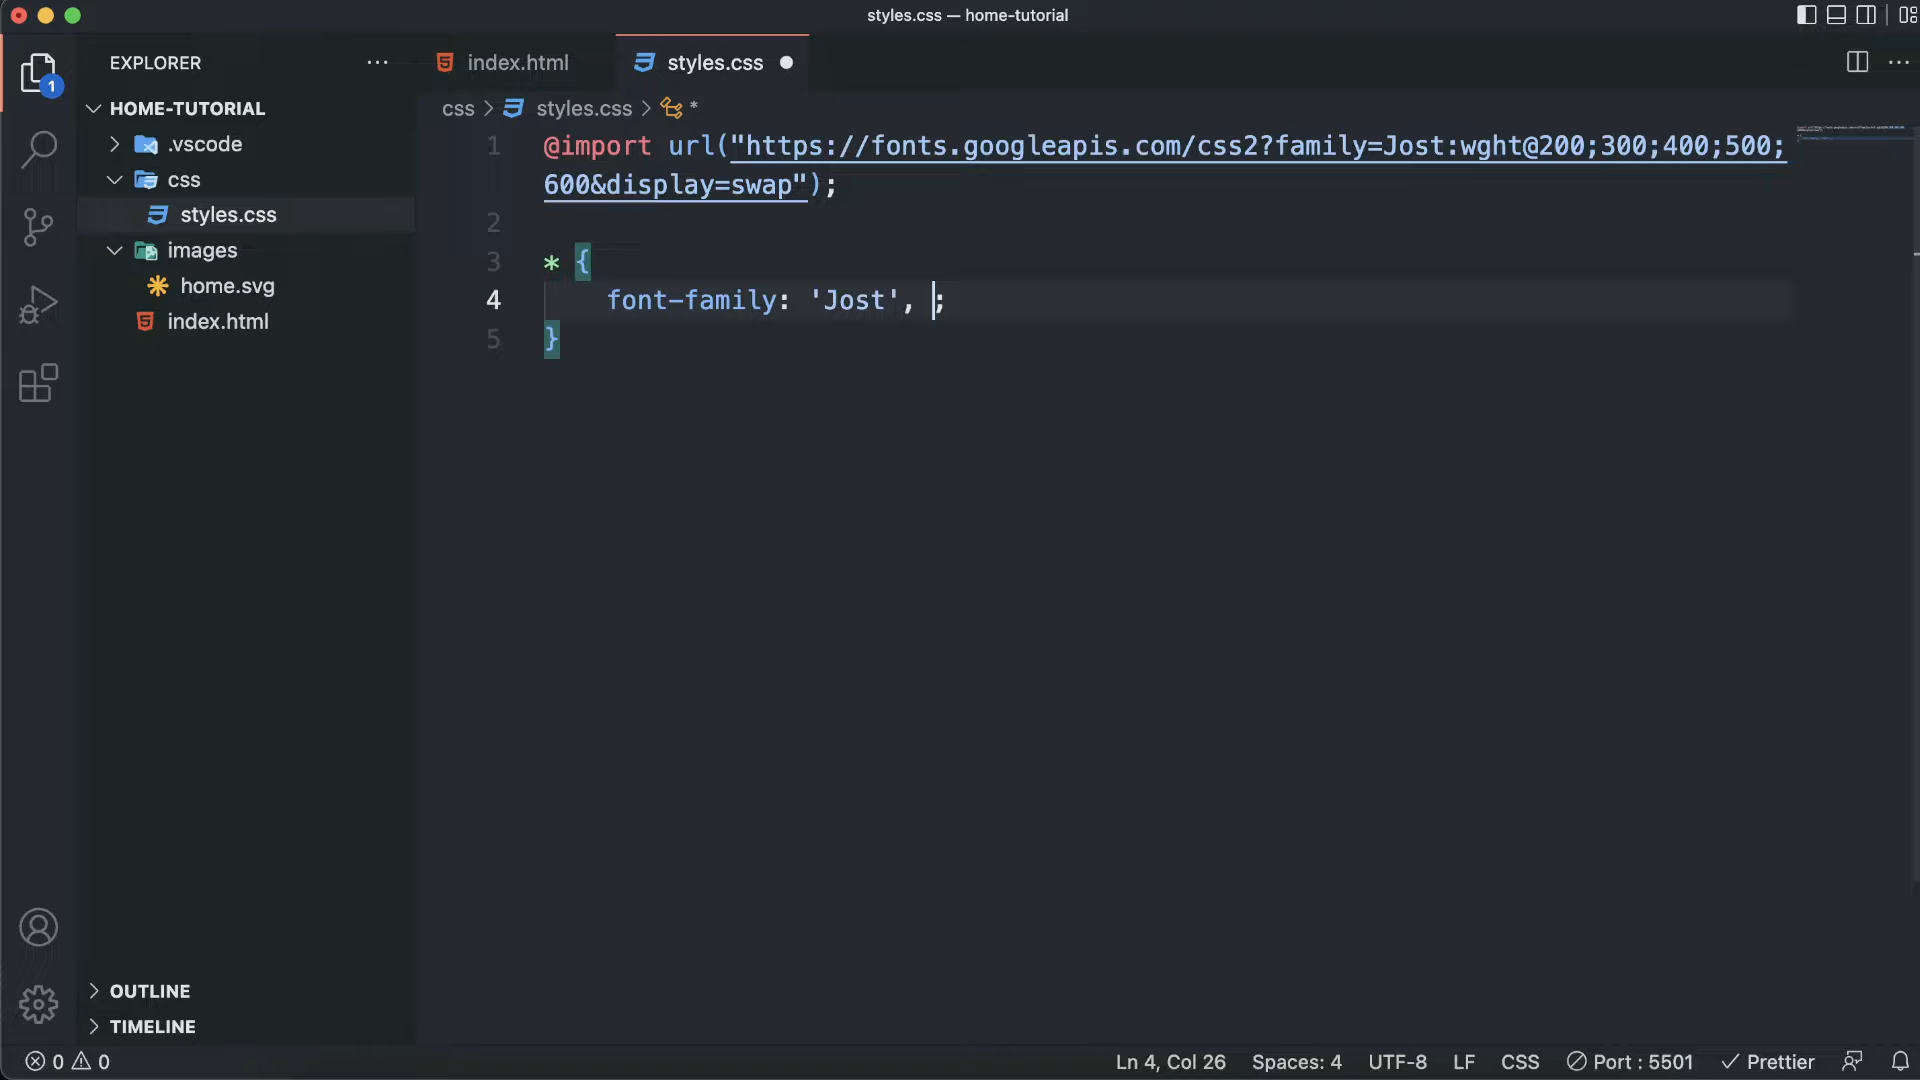 styles.css — home-tutorial
EXPLORER
index.html
styles.css
1
HOME-TUTORIAL
.vscode
css
styles.css
images
home.svg
index.html
css > styles.css > *
1 @import url("https://fonts.googleapis.com/css2?family=Jost:wght@200;300;400;500;
600&display=swap");
2
3 * {
4 font-family: 'Jost', ;
5 }
OUTLINE
TIMELINE
0 0 Ln 4, Col 26 Spaces: 4 UTF-8 LF CSS Port : 5501 Prettier